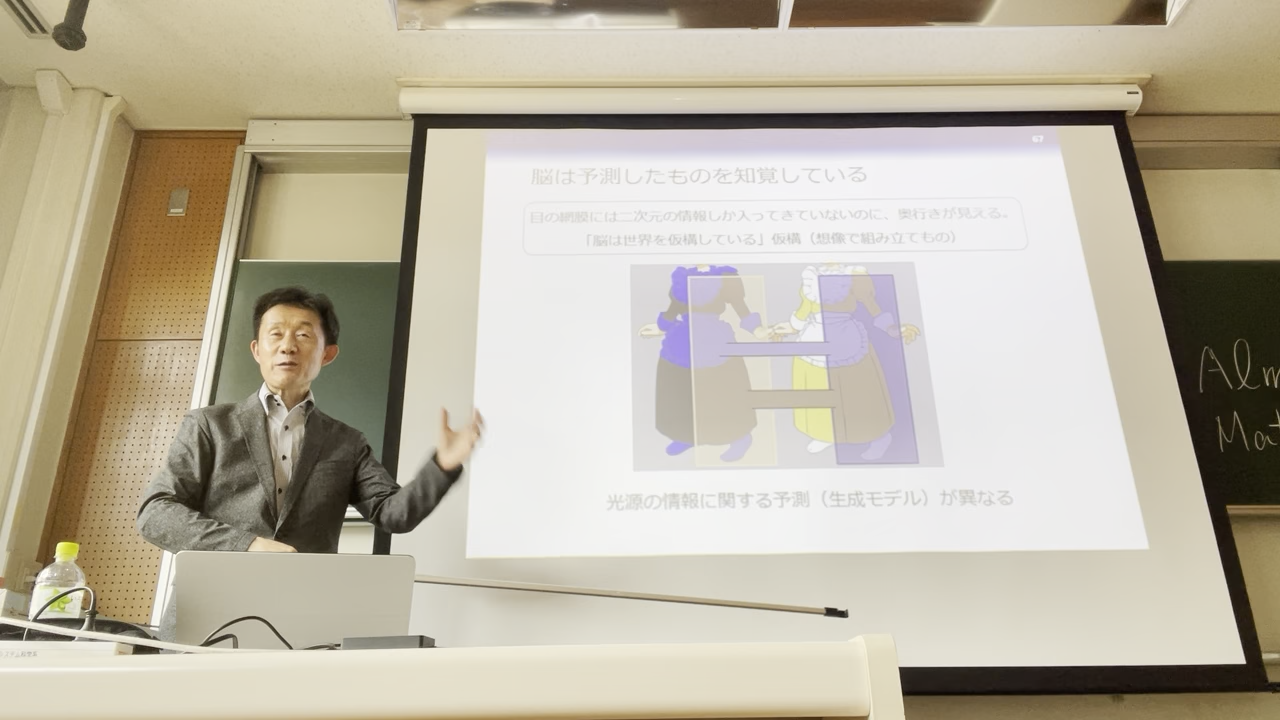 67
脳は予測したものを知覚している
目の網膜には二次元の情報しか入ってきていないのに、奥行きが見える。
「脳は世界を仮構している」仮構（想像で組み立てもの）
光源の情報に関する予測（生成モデル）が異なる
Alm
Mat